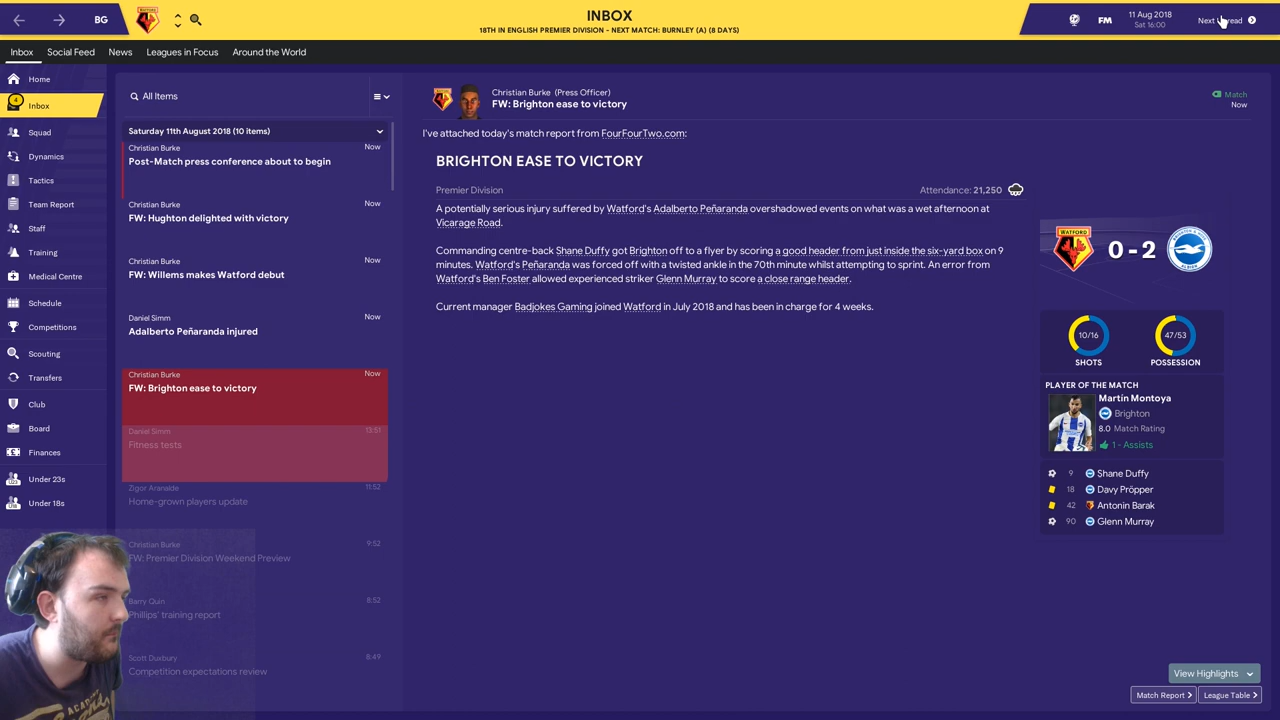 BG
INBOX
18TH IN ENGLISH PREMIER DIVISION - NEXT MATCH: BURNLEY (A) (8 DAYS)
FM
11 Aug 2018
Sat 16:00
Next Unread
Inbox
Social Feed
News
Leagues in Focus
Around the World
Home
4
Inbox
Squad
Dynamics
Tactics
Team Report
Staff
Training
Medical Centre
Schedule
Competitions
Scouting
Transfers
Club
Board
Finances
Under 23s
Under 18s
All Items
Saturday 11th August 2018 (10 items)
Christian Burke
Now
Post-Match press conference about to begin
Christian Burke
Now
FW: Hughton delighted with victory
Christian Burke
Now
FW: Willems makes Watford debut
Daniel Simm
Now
Adalberto Peñaranda injured
Christian Burke
Now
FW: Brighton ease to victory
Daniel Simm
13:51
Fitness tests
Zigor Aranalde
11:52
Home-grown players update
Christian Burke
9:52
FW: Premier Division Weekend Preview
Barry Quin
8:52
Phillips' training report
Scott Duxbury
8:49
Competition expectations review
Christian Burke (Press Officer)
FW: Brighton ease to victory
Match
Now
I've attached today's match report from FourFourTwo.com:
BRIGHTON EASE TO VICTORY
Premier Division
Attendance: 21,250
A potentially serious injury suffered by Watford's Adalberto Peñaranda overshadowed events on what was a wet afternoon at
Vicarage Road.
Commanding centre-back Shane Duffy got Brighton off to a flyer by scoring a good header from just inside the six-yard box on 9
minutes. Watford's Peñaranda was forced off with a twisted ankle in the 70th minute whilst attempting to sprint. An error from
Watford's Ben Foster allowed experienced striker Glenn Murray to score a close range header.
Current manager Badjokes Gaming joined Watford in July 2018 and has been in charge for 4 weeks.
WATFORD
0 - 2
10/16
47/53
SHOTS
POSSESSION
PLAYER OF THE MATCH
Martín Montoya
Brighton
8.0 Match Rating
1 - Assists
9 Shane Duffy
18 Davy Pröpper
42 Antonin Barak
90 Glenn Murray
View Highlights
Match Report
League Table